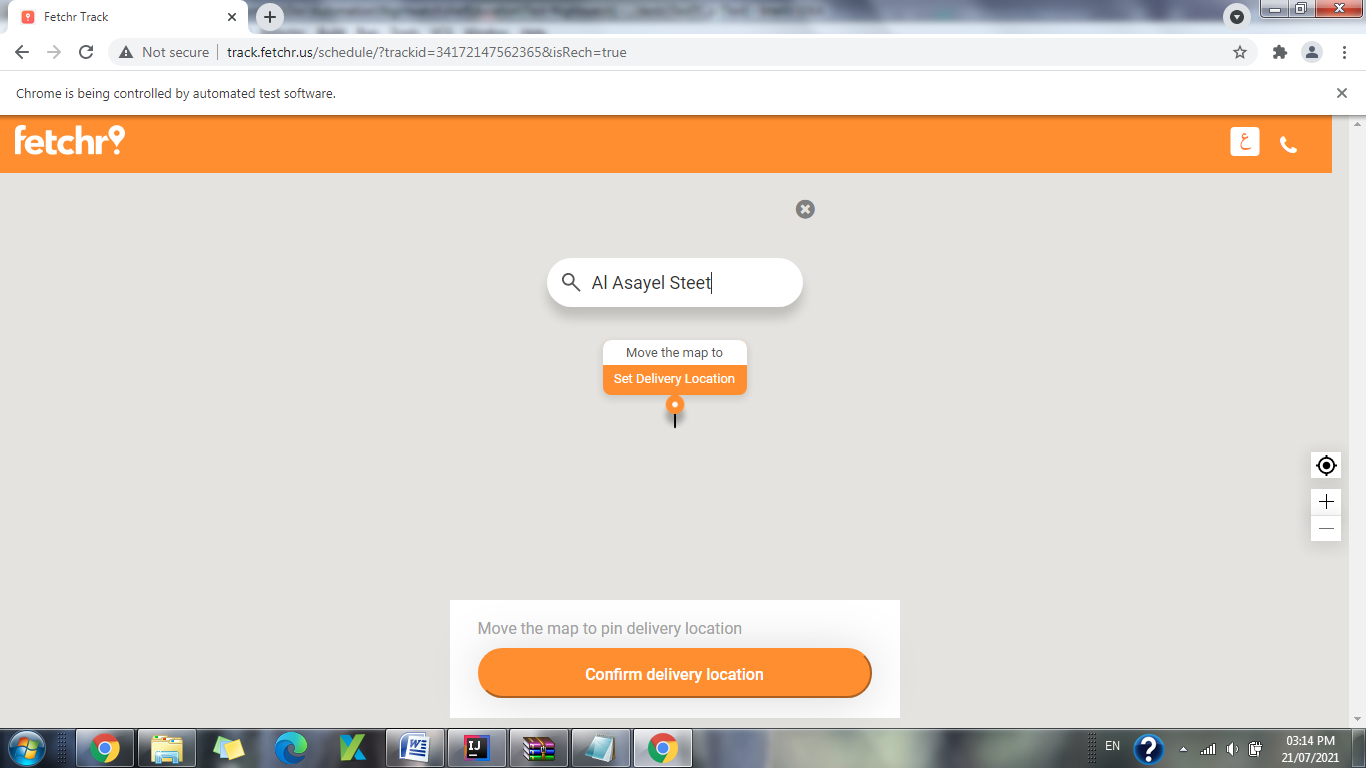 Fetchr Track
Not secure track.fetchr.us/schedule/?trackid=34172147562365&isRech=true
Chrome is being controlled by automated test software.
fetchr
ع
Al Asayel Steet
Move the map to
Set Delivery Location
Move the map to pin delivery location
Confirm delivery location
EN
03:14 PM
21/07/2021